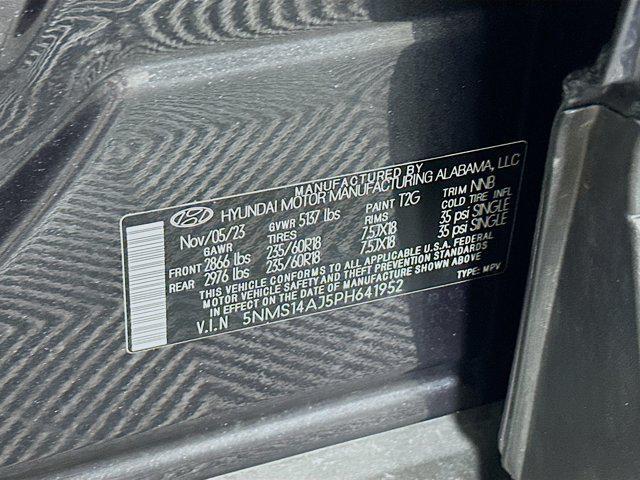 MANUFACTURED BY
HYUNDAI MOTOR MANUFACTURING ALABAMA, LLC
Nov/05/23 GVWR 5137 lbs PAINT T2G TRIM NNB
GAWR TIRES RIMS COLD TIRE INFL
FRONT 2866 lbs 235/60R18 7.5JX18 35 psi SINGLE
REAR 2976 lbs 235/60R18 7.5JX18 35 psi SINGLE
THIS VEHICLE CONFORMS TO ALL APPLICABLE U.S.A. FEDERAL
MOTOR VEHICLE SAFETY STANDARDS SHOWN ABOVE
IN EFFECT ON THE DATE OF MANUFACTURE
V.I.N 5NMS14AJ5PH641952 TYPE: MPV